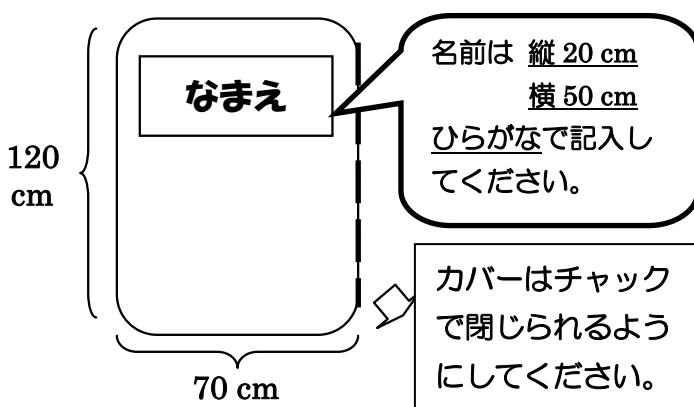 なまえ
名前は 縦 20 cm
横 50 cm
ひらがなで記入し
てください。
120
cm
カバーはチャック
で閉じられるよう
にしてください。
70 cm